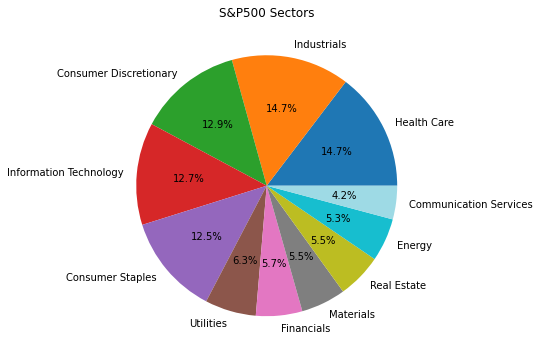 S&P500 Sectors
Industrials
14.7%
Consumer Discretionary
12.9%
Health Care
14.7%
Information Technology
12.7%
Communication Services
4.2%
Energy
5.3%
Consumer Staples
12.5%
Real Estate
5.5%
Utilities
6.3%
Financials
5.7%
Materials
5.5%